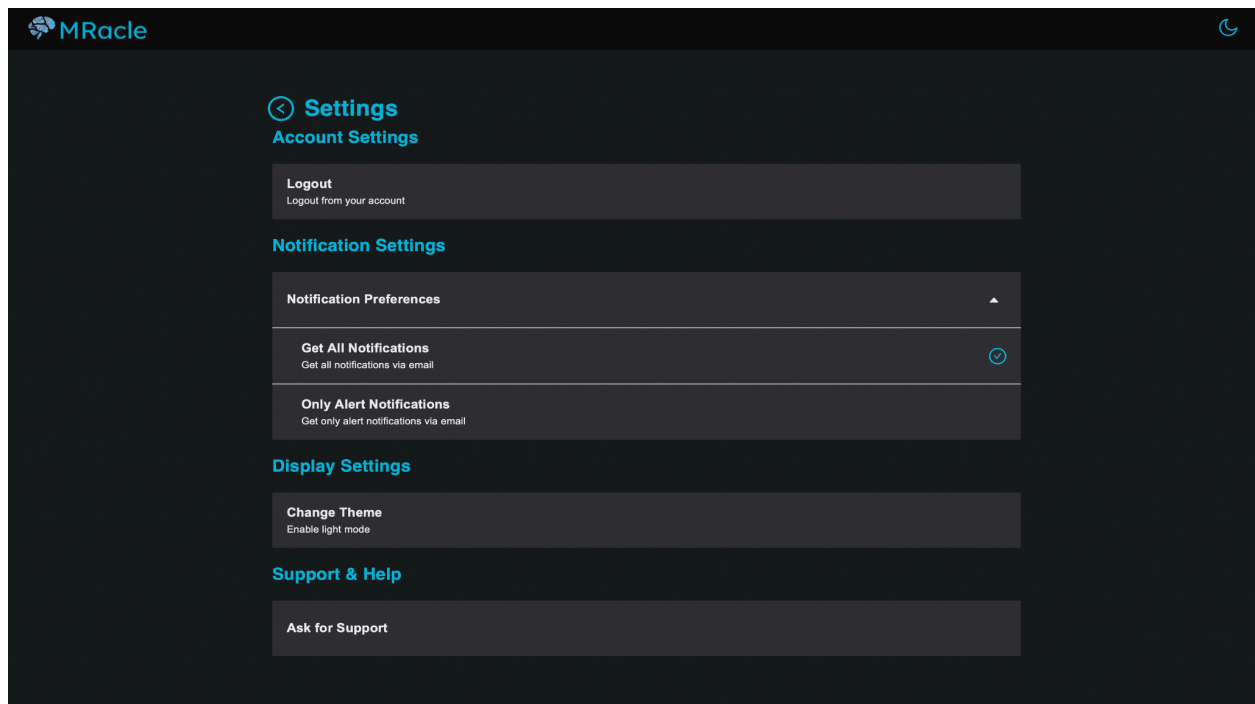 MRacle
Settings
Account Settings
Logout
Logout from your account
Notification Settings
Notification Preferences
Get All Notifications
Get all notifications via email
Only Alert Notifications
Get only alert notifications via email
Display Settings
Change Theme
Enable light mode
Support & Help
Ask for Support